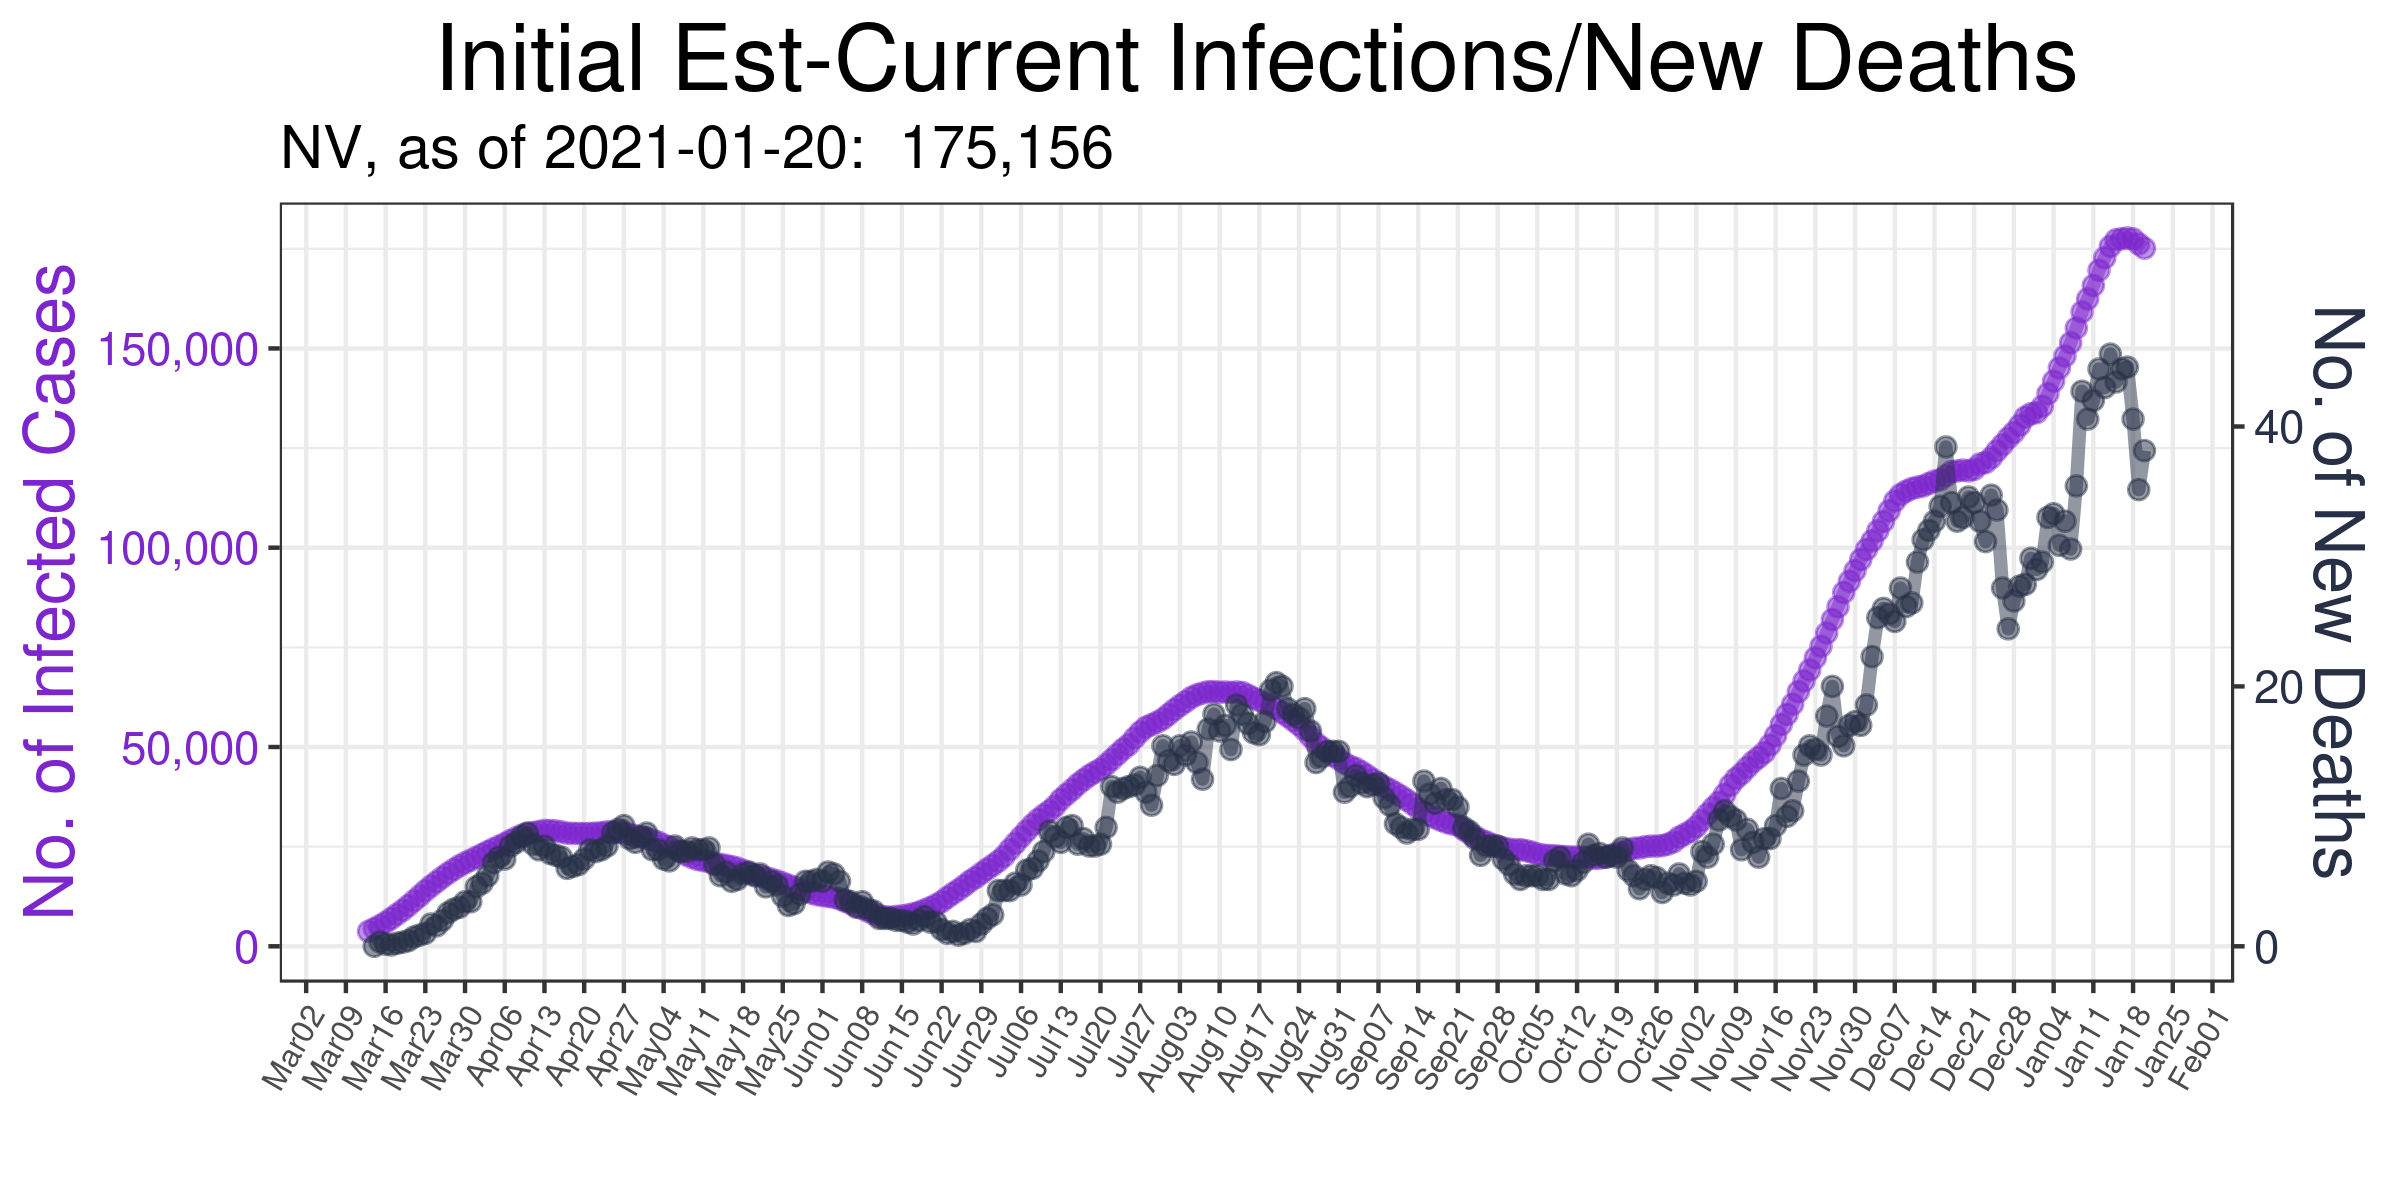 Initial Est-Current Infections/New Deaths
NV, as of 2021-01-20:  175,156
No. of Infected Cases
150,000
100,000
50,000
0
No. of New Deaths
40
20
0
Mar02
Mar09
Mar16
Mar23
Mar30
Apr06
Apr13
Apr20
Apr27
May04
May11
May18
May25
Jun01
Jun08
Jun15
Jun22
Jun29
Jul06
Jul13
Jul20
Jul27
Aug03
Aug10
Aug17
Aug24
Aug31
Sep07
Sep14
Sep21
Sep28
Oct05
Oct12
Oct19
Oct26
Nov02
Nov09
Nov16
Nov23
Nov30
Dec07
Dec14
Dec21
Dec28
Jan04
Jan11
Jan18
Jan25
Feb01